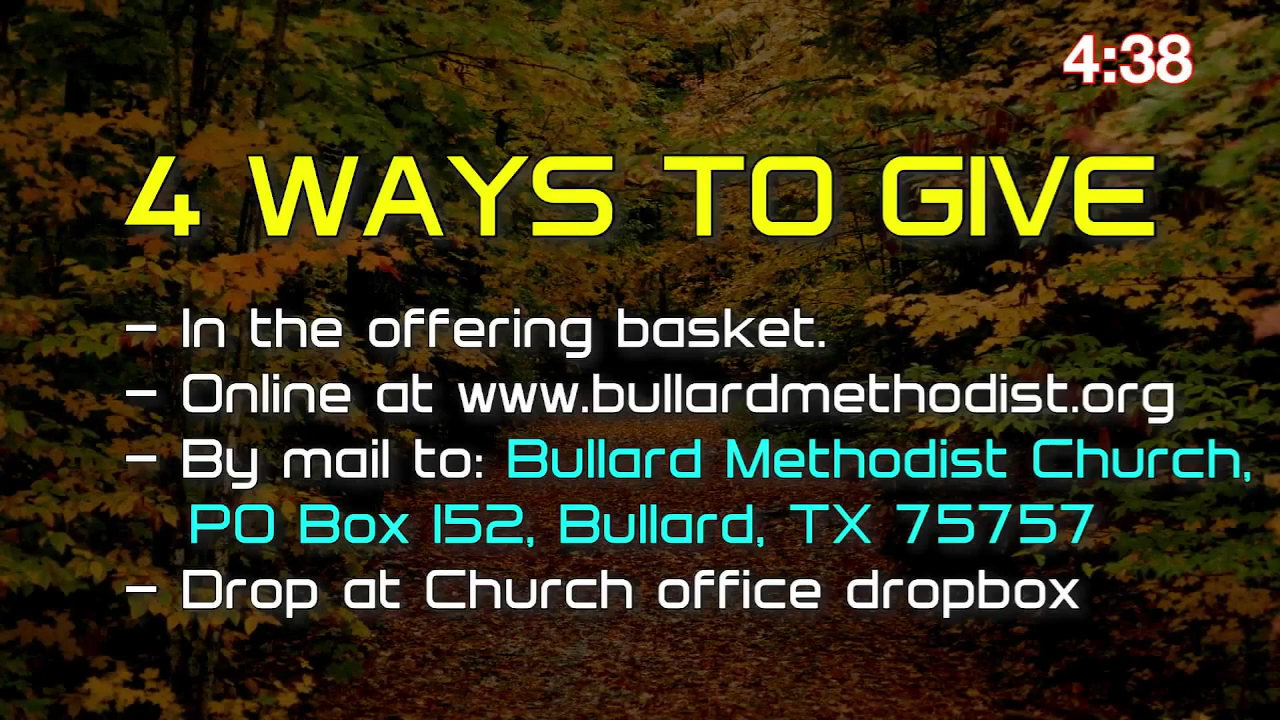 4:38
4 WAYS TO GIVE
– In the offering basket.
– Online at www.bullardmethodist.org
– By mail to: Bullard Methodist Church,
PO Box 152, Bullard, TX 75757
– Drop at Church office dropbox